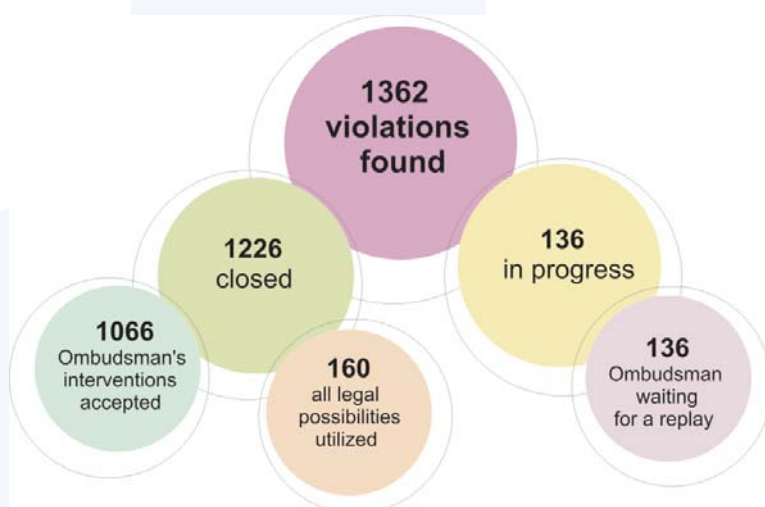 1362
violations
found
1226
closed
136
in progress
1066
Ombudsman's
interventions
accepted
160
all legal
possibilities
utilized
136
Ombudsman
waiting
for a replay